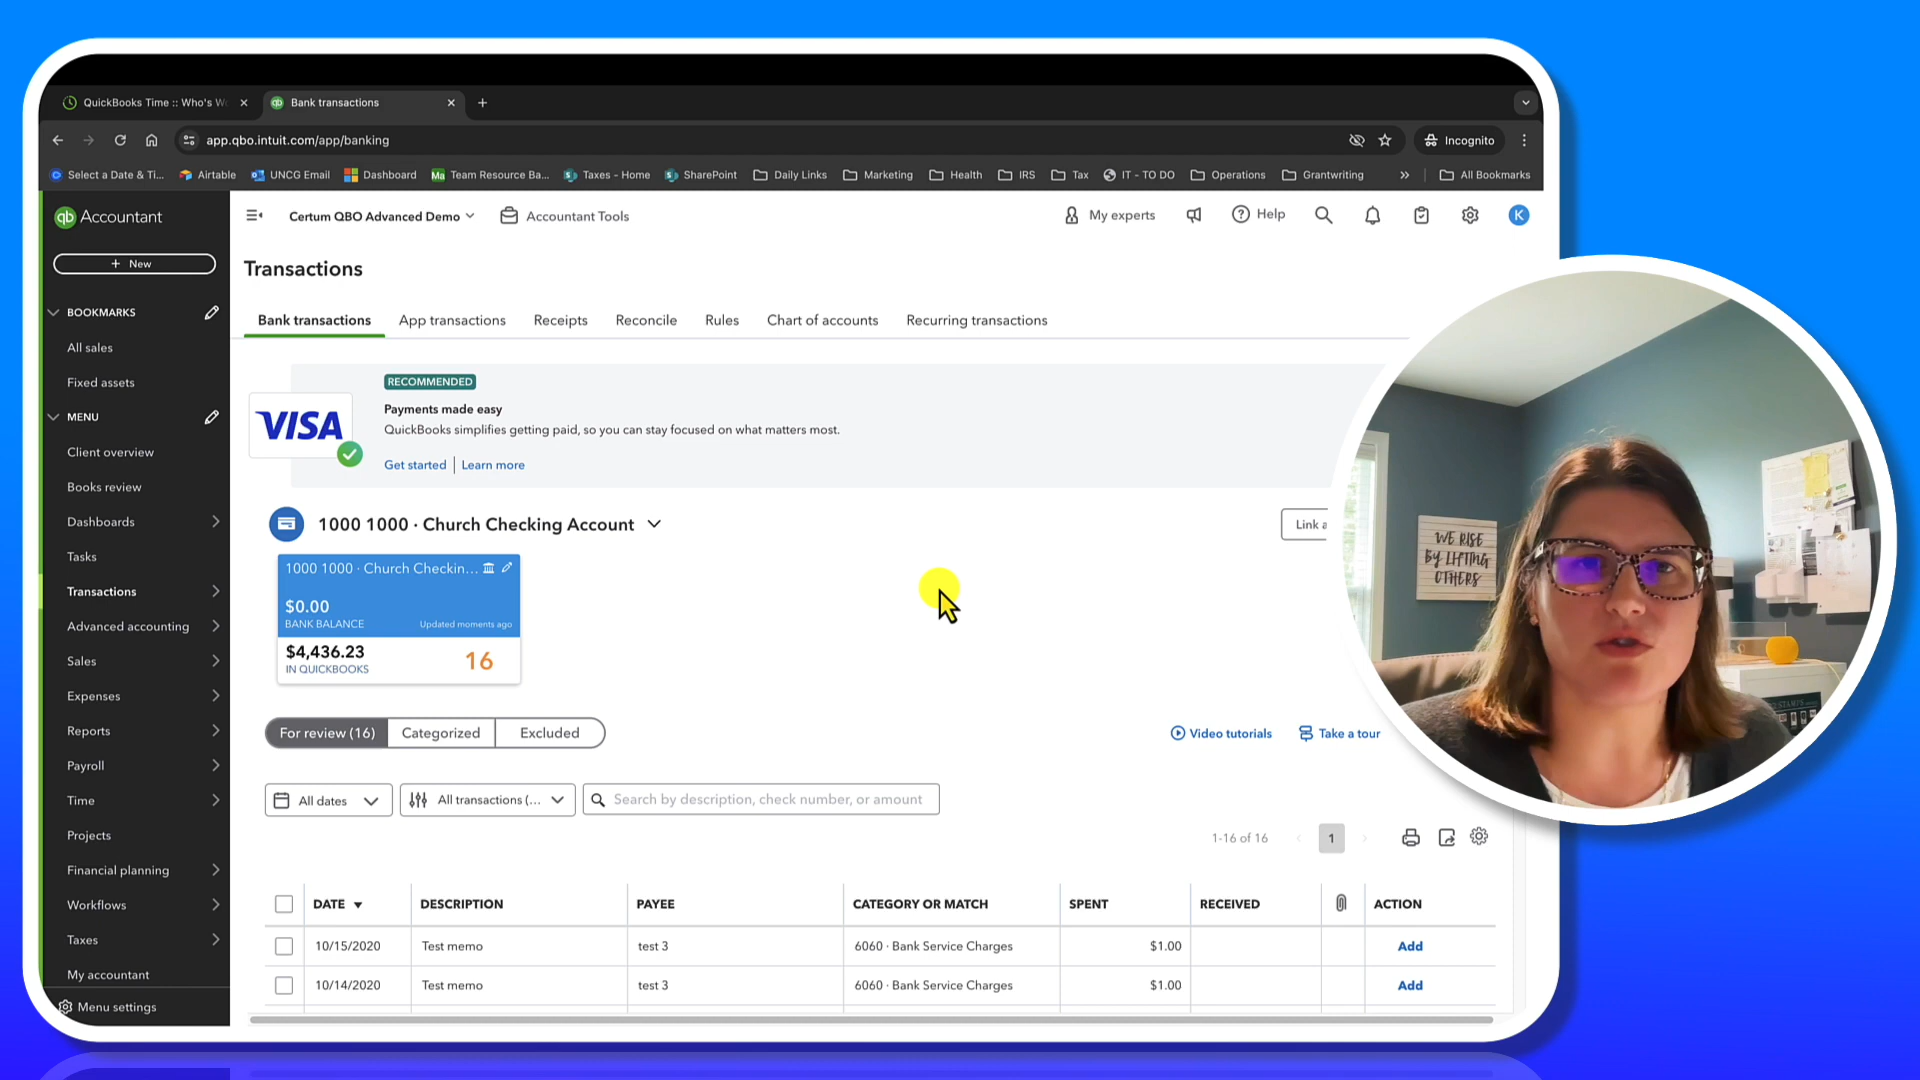 QuickBooks Time :: Who's W
Bank transactions
app.qbo.intuit.com/app/banking
Incognito
Select a Date & Ti...
Airtable
UNCG Email
Dashboard
Team Resource Ba...
Taxes - Home
SharePoint
Daily Links
Marketing
Health
IRS
Tax
IT - TO DO
Operations
Grantwriting
All Bookmarks
qb Accountant
Certum QBO Advanced Demo
Accountant Tools
My experts
Help
K
+ New
BOOKMARKS
All sales
Fixed assets
MENU
Client overview
Books review
Dashboards
Tasks
Transactions
Advanced accounting
Sales
Expenses
Reports
Payroll
Time
Projects
Financial planning
Workflows
Taxes
My accountant
Menu settings
Transactions
Bank transactions
App transactions
Receipts
Reconcile
Rules
Chart of accounts
Recurring transactions
VISA
RECOMMENDED
Payments made easy
QuickBooks simplifies getting paid, so you can stay focused on what matters most.
Get started
Learn more
1000 1000 · Church Checking Account
Link a
1000 1000 · Church Checkin...
$0.00
BANK BALANCE
Updated moments ago
$4,436.23
IN QUICKBOOKS
16
For review (16)
Categorized
Excluded
Video tutorials
Take a tour
All dates
All transactions (...
Search by description, check number, or amount
1-16 of 16
1
DATE
DESCRIPTION
PAYEE
CATEGORY OR MATCH
SPENT
RECEIVED
ACTION
10/15/2020
Test memo
test 3
6060 · Bank Service Charges
$1.00
Add
10/14/2020
Test memo
test 3
6060 · Bank Service Charges
$1.00
Add
WE RISE
BY LIFTING
OTHERS